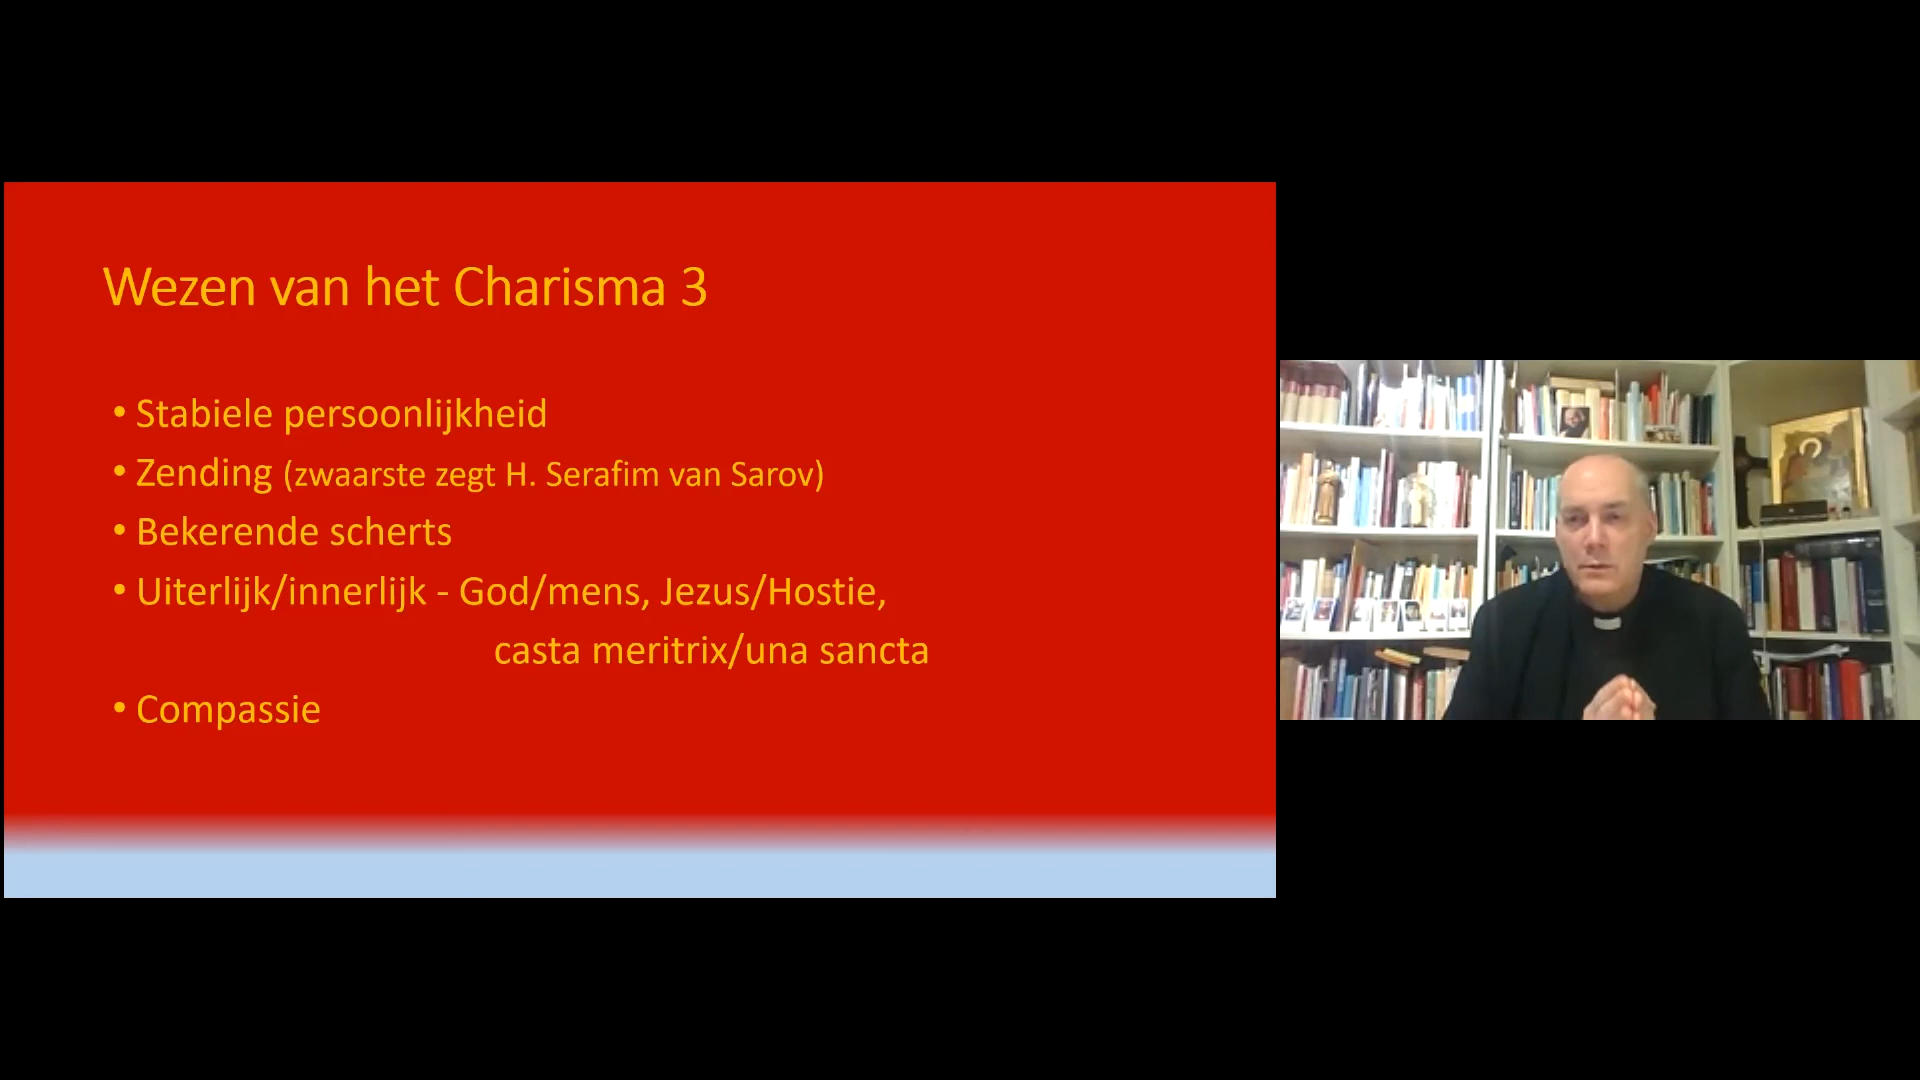 Wezen van het Charisma 3
• Stabiele persoonlijkheid
• Zending (zwaarste zegt H. Serafim van Sarov)
• Bekerende scherts
• Uiterlijk/innerlijk - God/mens, Jezus/Hostie,
casta meritrix/una sancta
• Compassie